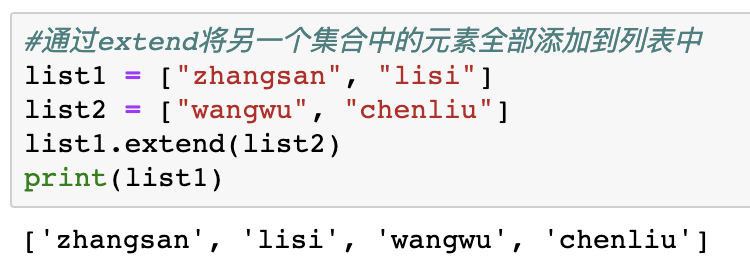 #通过extend将另一个集合中的元素全部添加到列表中
list1 = ["zhangsan", "lisi"]
list2 = ["wangwu", "chenliu"]
list1.extend(list2)
print(list1)
['zhangsan', 'lisi', 'wangwu', 'chenliu']